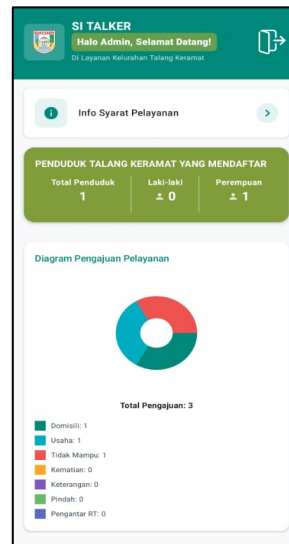 SI TALKER
Halo Admin, Selamat Datang!
Di Layanan Kelurahan Talang Keramat
Info Syarat Pelayanan
PENDUDUK TALANG KERAMAT YANG MENDAFTAR
Total Penduduk
1
Laki-laki
0
Perempuan
1
Diagram Pengajuan Pelayanan
Total Pengajuan: 3
Domisili: 1
Usaha: 1
Tidak Mampu: 1
Kematian: 0
Keterangan: 0
Pindah: 0
Pengantar RT: 0